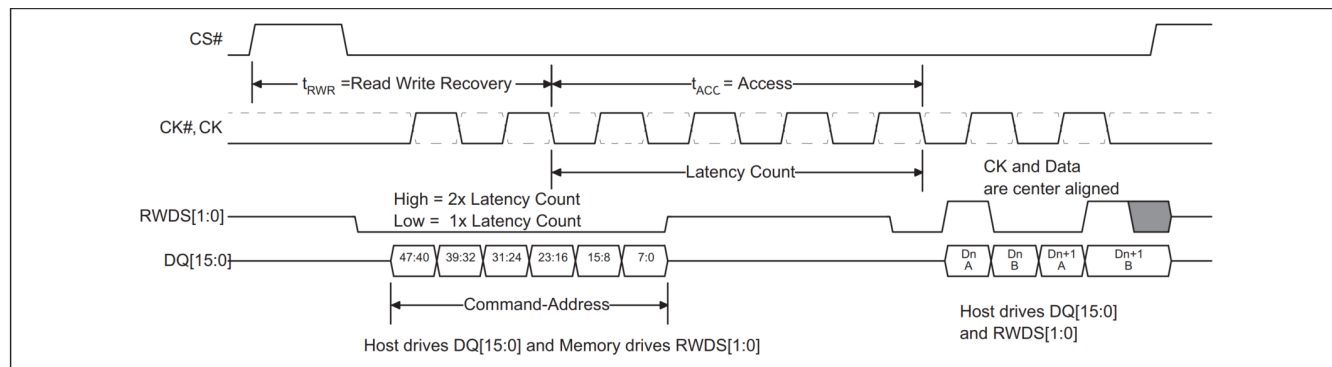 CS#
t_RWR =Read Write Recovery
t_ACC = Access
CK#, CK
Latency Count
CK and Data
are center aligned
High = 2x Latency Count
Low = 1x Latency Count
RWDS[1:0]
DQ[15:0]
47:40 39:32 31:24 23:16 15:8 7:0
Dn
A
Dn
B
Dn+1
A
Dn+1
B
Command-Address
Host drives DQ[15:0]
and RWDS[1:0]
Host drives DQ[15:0] and Memory drives RWDS[1:0]